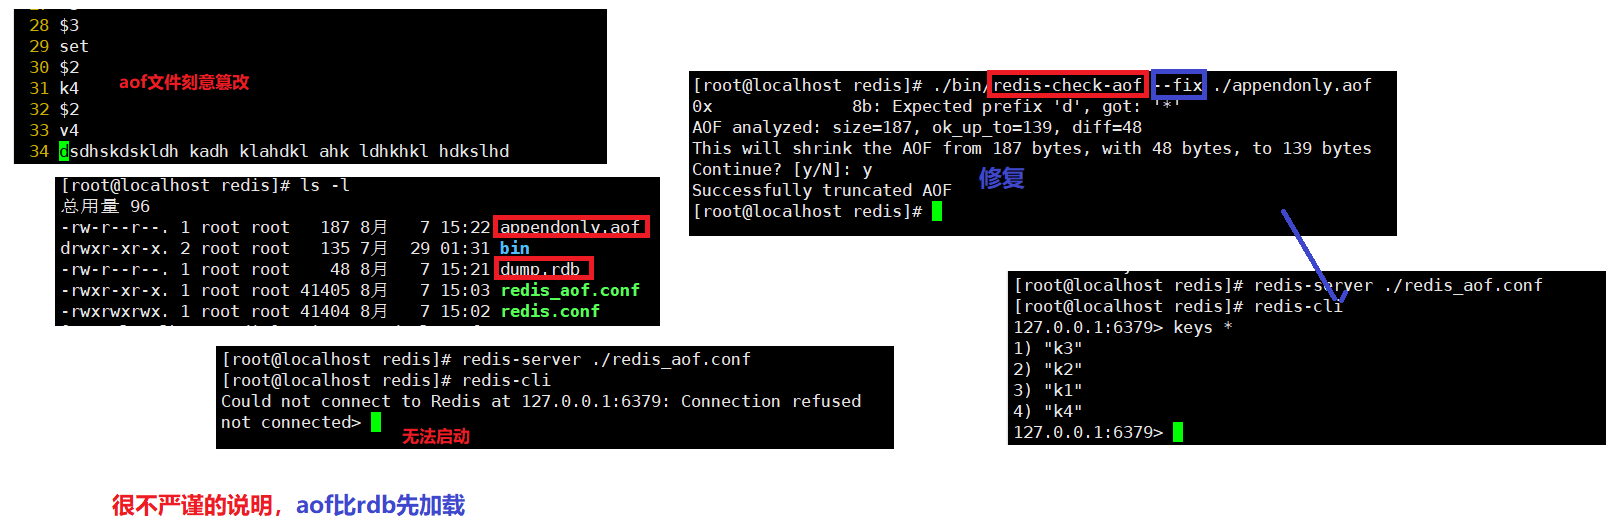 28 $3
29 set
30 $2
31 k4
32 $2
33 v4
34 dsdhskdskldh kadh klahdkl ahk ldhkhkl hdkslhd
aof文件刻意篡改
[root@localhost redis]# ls -l
总用量 96
-rw-r--r--. 1 root root 187 8月 7 15:22 appendonly.aof
drwxr-xr-x. 2 root root 135 7月 29 01:31 bin
-rw-r--r--. 1 root root 48 8月 7 15:21 dump.rdb
-rwxr-xr-x. 1 root root 41405 8月 7 15:03 redis_aof.conf
-rwxrwxrwx. 1 root root 41404 8月 7 15:02 redis.conf
[root@localhost redis]# redis-server ./redis_aof.conf
[root@localhost redis]# redis-cli
Could not connect to Redis at 127.0.0.1:6379: Connection refused
not connected>
无法启动
[root@localhost redis]# ./bin/redis-check-aof --fix ./appendonly.aof
0x 8b: Expected prefix 'd', got: '*'
AOF analyzed: size=187, ok_up_to=139, diff=48
This will shrink the AOF from 187 bytes, with 48 bytes, to 139 bytes
Continue? [y/N]: y
Successfully truncated AOF
[root@localhost redis]#
修复
[root@localhost redis]# redis-server ./redis_aof.conf
[root@localhost redis]# redis-cli
127.0.0.1:6379> keys *
1) "k3"
2) "k2"
3) "k1"
4) "k4"
127.0.0.1:6379>
很不严谨的说明，aof比rdb先加载